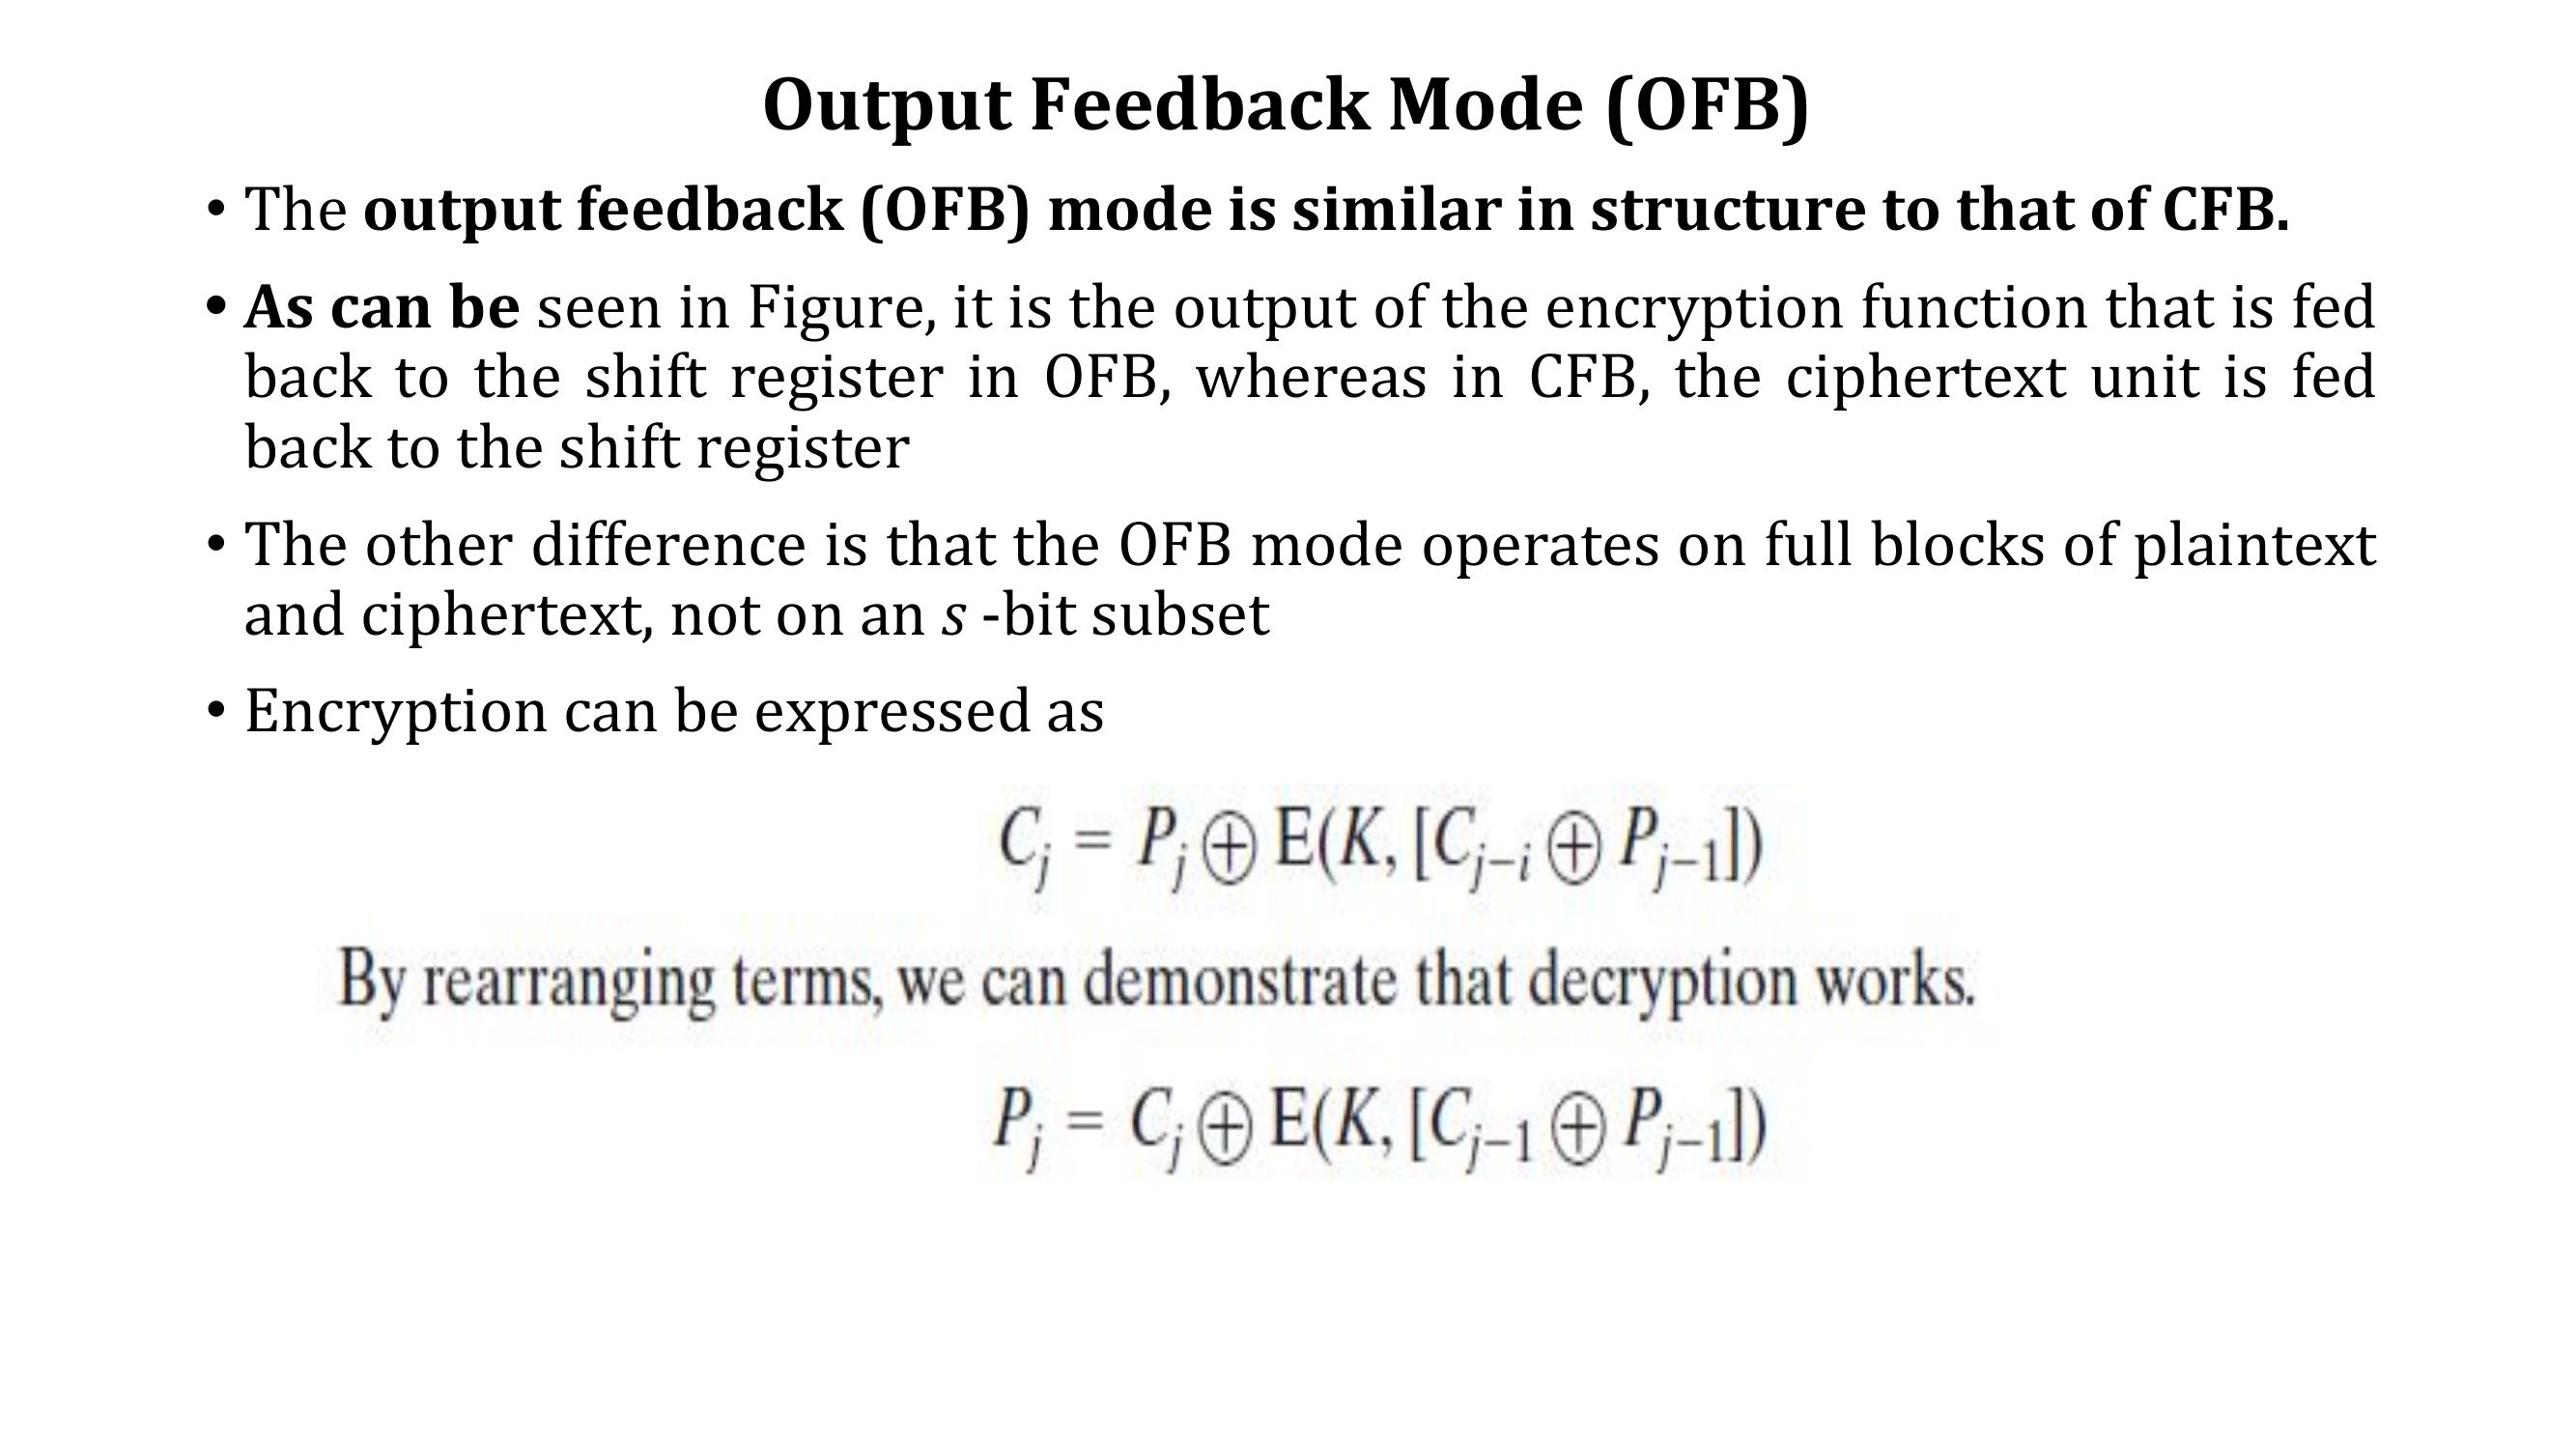 Output Feedback Mode (OFB)
• The output feedback (OFB) mode is similar in structure to that of CFB.
• As can be seen in Figure, it is the output of the encryption function that is fed
back to the shift register in OFB, whereas in CFB, the ciphertext unit is fed
back to the shift register
• The other difference is that the OFB mode operates on full blocks of plaintext
and ciphertext, not on an s -bit subset
• Encryption can be expressed as
C_j = P_j ⊕ E(K, [C_{j−i} ⊕ P_{j−1}])
By rearranging terms, we can demonstrate that decryption works.
P_j = C_j ⊕ E(K, [C_{j−1} ⊕ P_{j−1}])